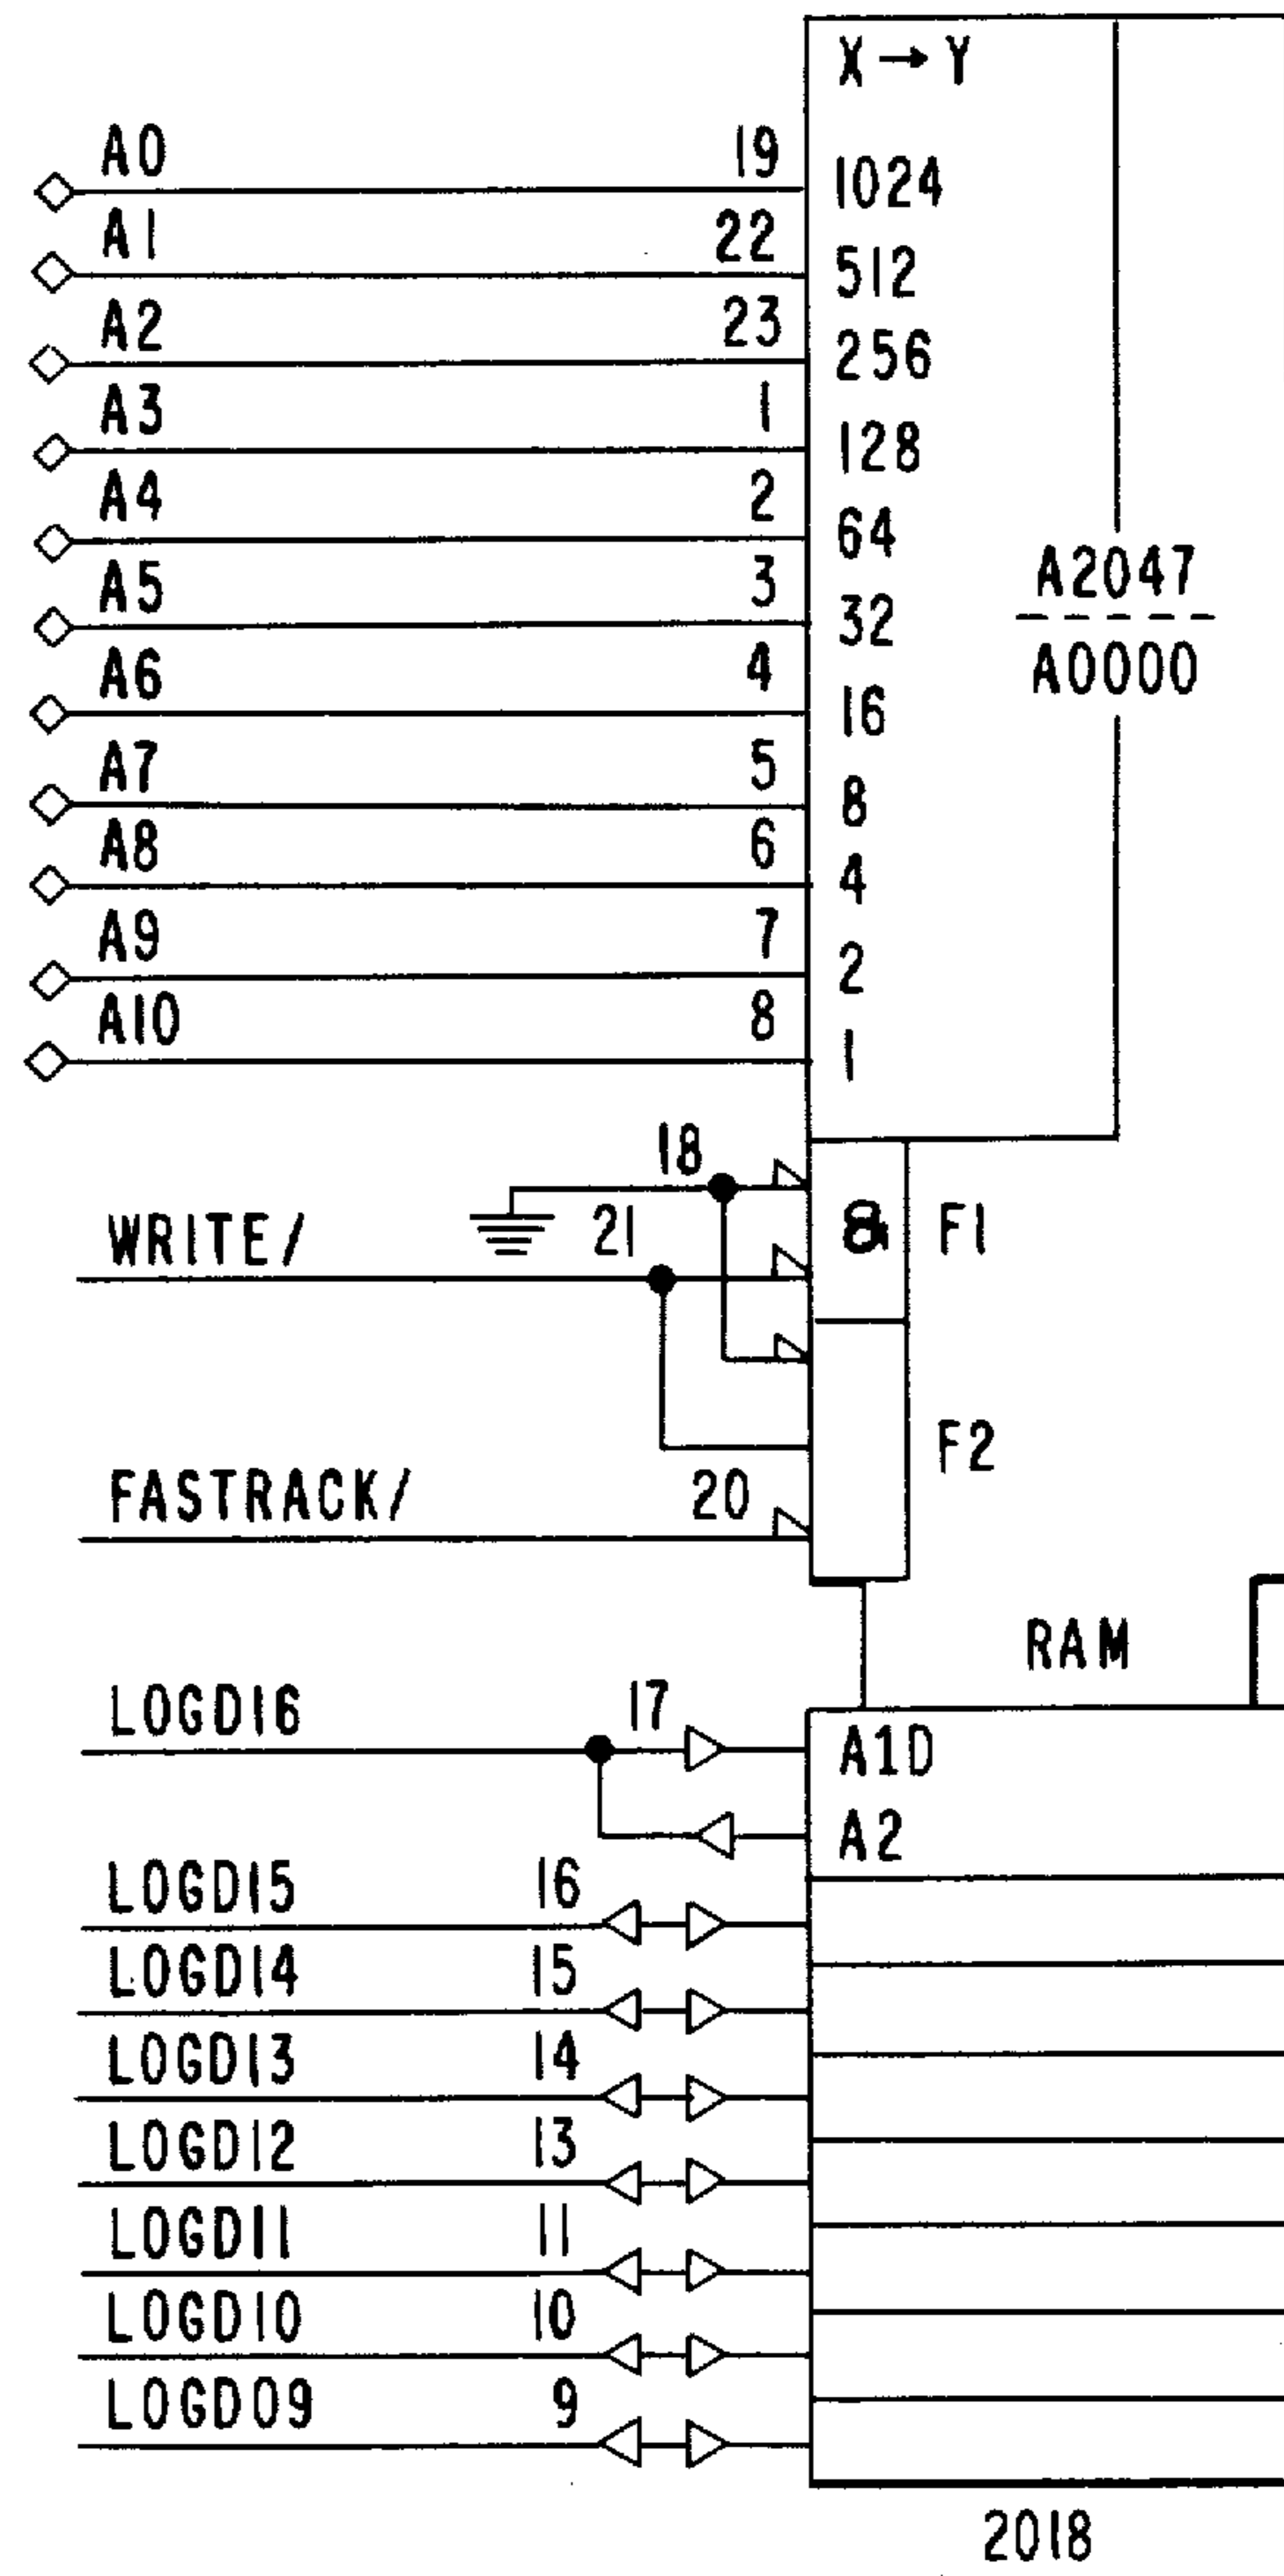 X → Y
A0 19 1024
A1 22 512
A2 23 256
A3 1 128
A4 2 64
A5 3 32
A6 4 16
A7 5 8
A8 6 4
A9 7 2
A10 8 1
A2047
A0000
18
WRITE/ 21 & F1
F2
FASTRACK/ 20
RAM
LOGD16 17 A1D
A2
LOGD15 16
LOGD14 15
LOGD13 14
LOGD12 13
LOGD11 11
LOGD10 10
LOGD09 9
2018